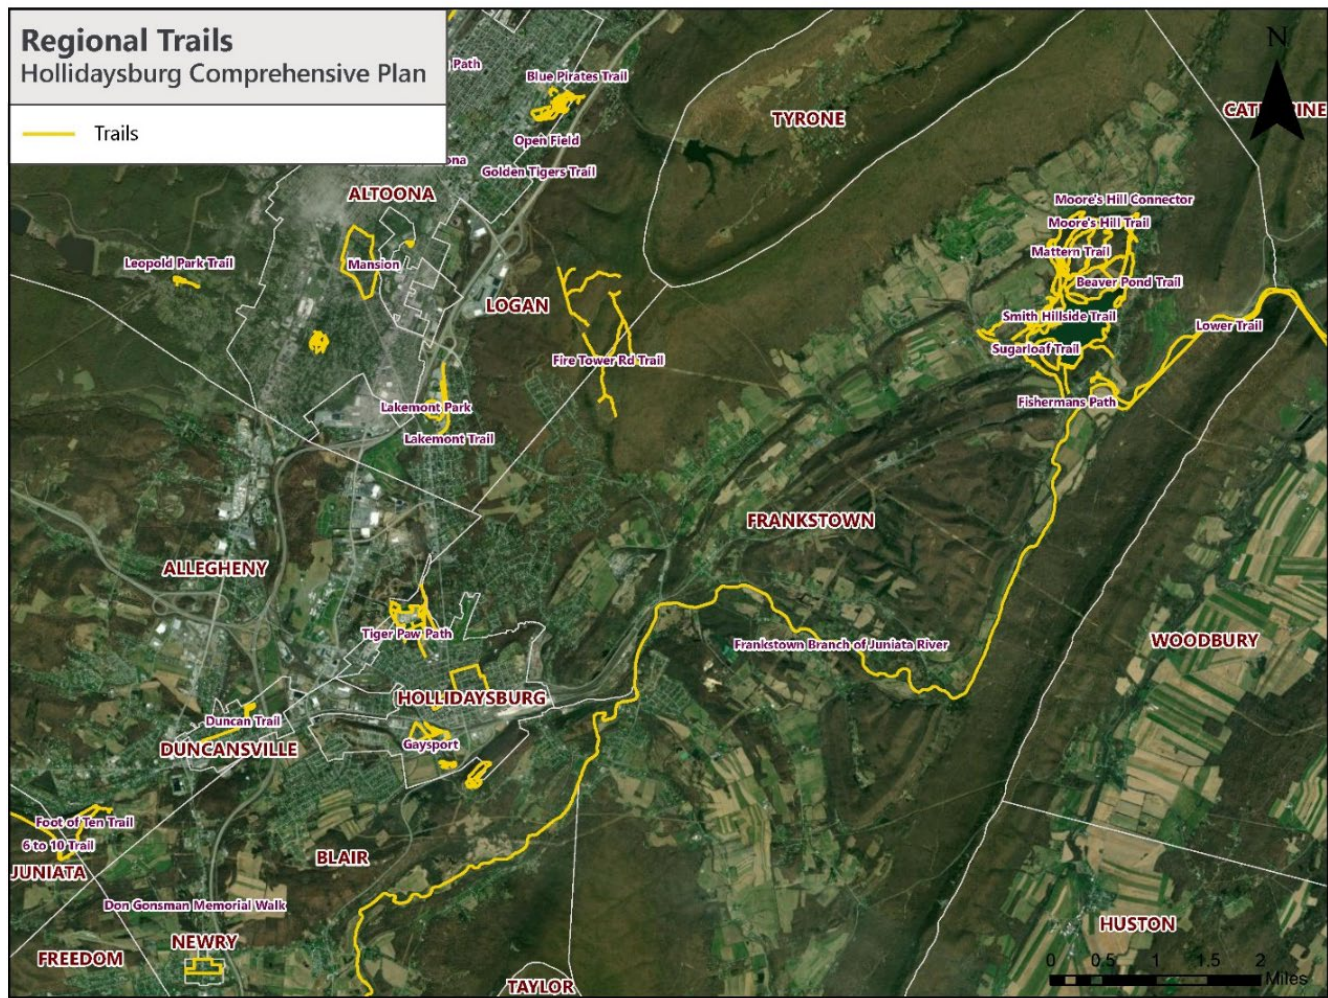 Regional Trails
Hollidaysburg Comprehensive Plan
Trails
Path
Blue Pirates Trail
N
TYRONE
Open Field
ona
Golden Tigers Trail
ALTOONA
Moore's Hill Connector
Moore's Hill Trail
Mattern Trail
Leopold Park Trail
Mansion
Beaver Pond Trail
LOGAN
Smith Hillside Trail
Lower Trail
Sugarloaf Trail
Fire Tower Rd Trail
Fishermans Path
Lakemont Park
Lakemont Trail
FRANKSTOWN
ALLEGHENY
Tiger Paw Path
Frankstown Branch of Juniata River
WOODBURY
HOLLIDAYSBURG
Duncan Trail
Gaysport
DUNCANSVILLE
Foot of Ten Trail
6 to 10 Trail
BLAIR
JUNIATA
Don Gonsman Memorial Walk
HUSTON
NEWRY
FREEDOM
TAYLOR
0 0.5 1 1.5 2
Miles